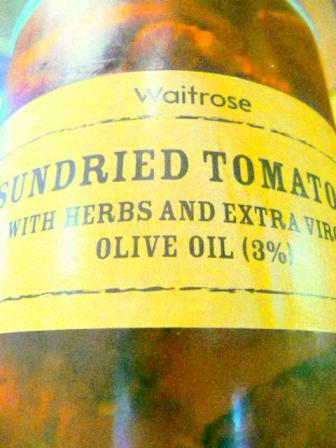 Waitrose
SUNDRIED TOMATO
WITH HERBS AND EXTRA VIRG
OLIVE OIL (3%)